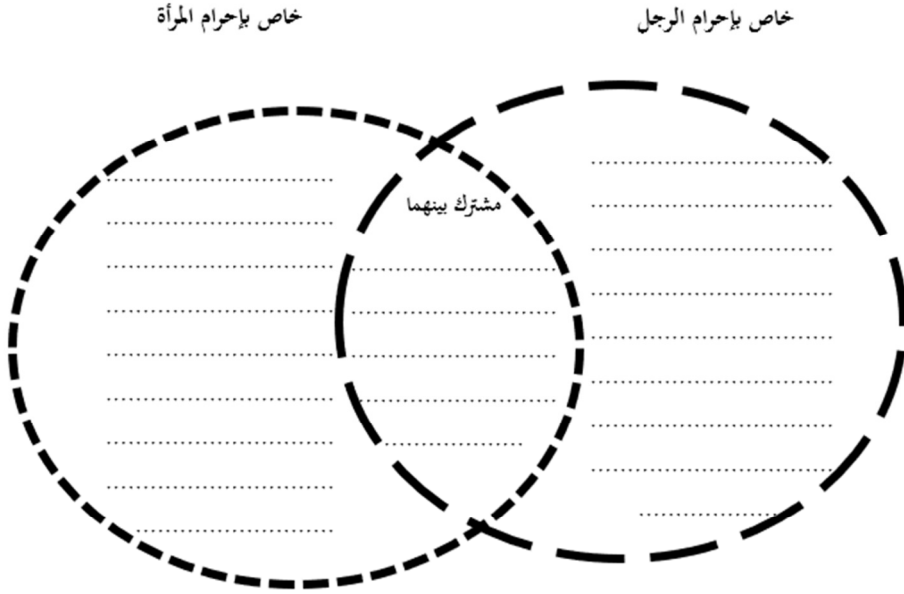 خاص بإحرام الرجل
خاص بإحرام المرأة
مشترك بينهما